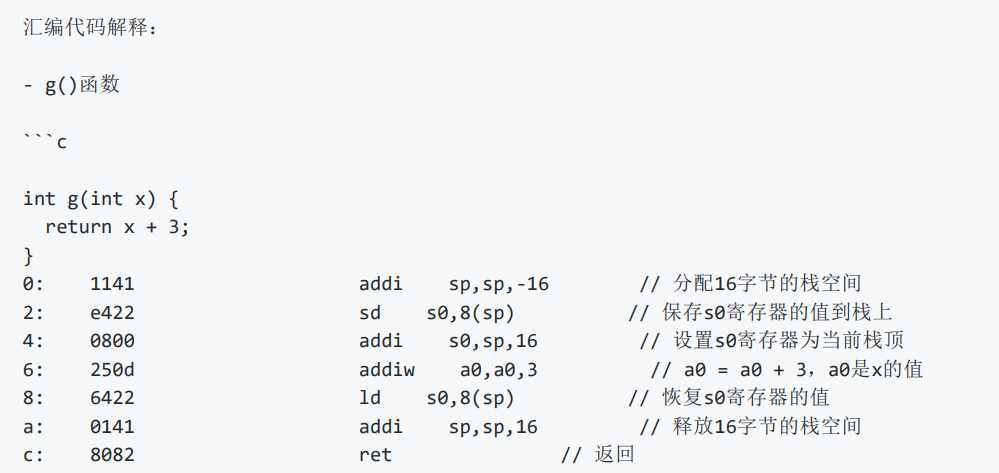 汇编代码解释：
- g()函数
```c
int g(int x) {
  return x + 3;
}
0:    1141                    addi    sp,sp,-16        // 分配16字节的栈空间
2:    e422                    sd    s0,8(sp)          // 保存s0寄存器的值到栈上
4:    0800                    addi    s0,sp,16         // 设置s0寄存器为当前栈顶
6:    250d                    addiw    a0,a0,3          // a0 = a0 + 3，a0是x的值
8:    6422                    ld    s0,8(sp)          // 恢复s0寄存器的值
a:    0141                    addi    sp,sp,16         // 释放16字节的栈空间
c:    8082                    ret               // 返回